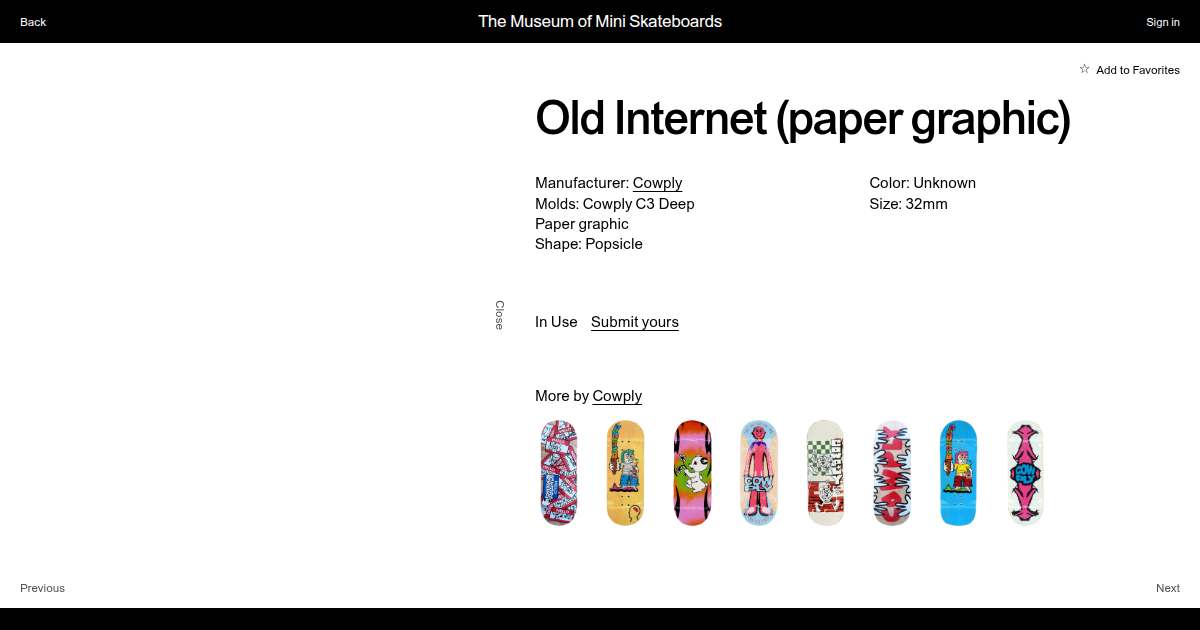 Back
The Museum of Mini Skateboards
Sign in
☆ Add to Favorites
Old Internet (paper graphic)
Manufacturer: Cowply
Molds: Cowply C3 Deep
Paper graphic
Shape: Popsicle
Color: Unknown
Size: 32mm
Close
In Use Submit yours
More by Cowply
COW
PLY
Previous
Next